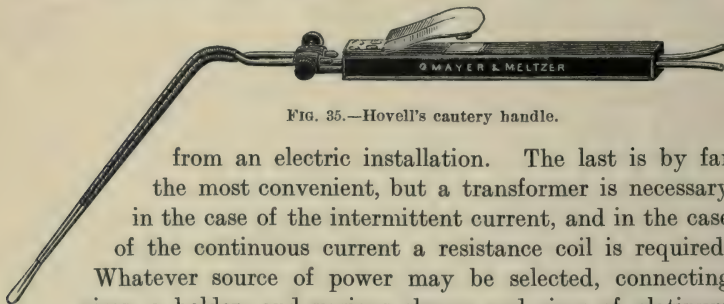 MAYER & MELTZER
FIG. 35.—Hovell's cautery handle.
from an electric installation. The last is by far
the most convenient, but a transformer is necessary
in the case of the intermittent current, and in the case
of the continuous current a resistance coil is required
Whatever source of power may be selected, connecting